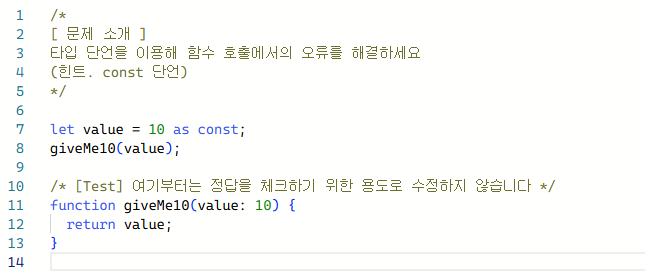 1 /*
2 [ 문제 소개 ]
3 타입 단언을 이용해 함수 호출에서의 오류를 해결하세요
4 (힌트. const 단언)
5 */
6
7 let value = 10 as const;
8 giveMe10(value);
9
10 /* [Test] 여기부터는 정답을 체크하기 위한 용도로 수정하지 않습니다 */
11 function giveMe10(value: 10) {
12 return value;
13 }
14